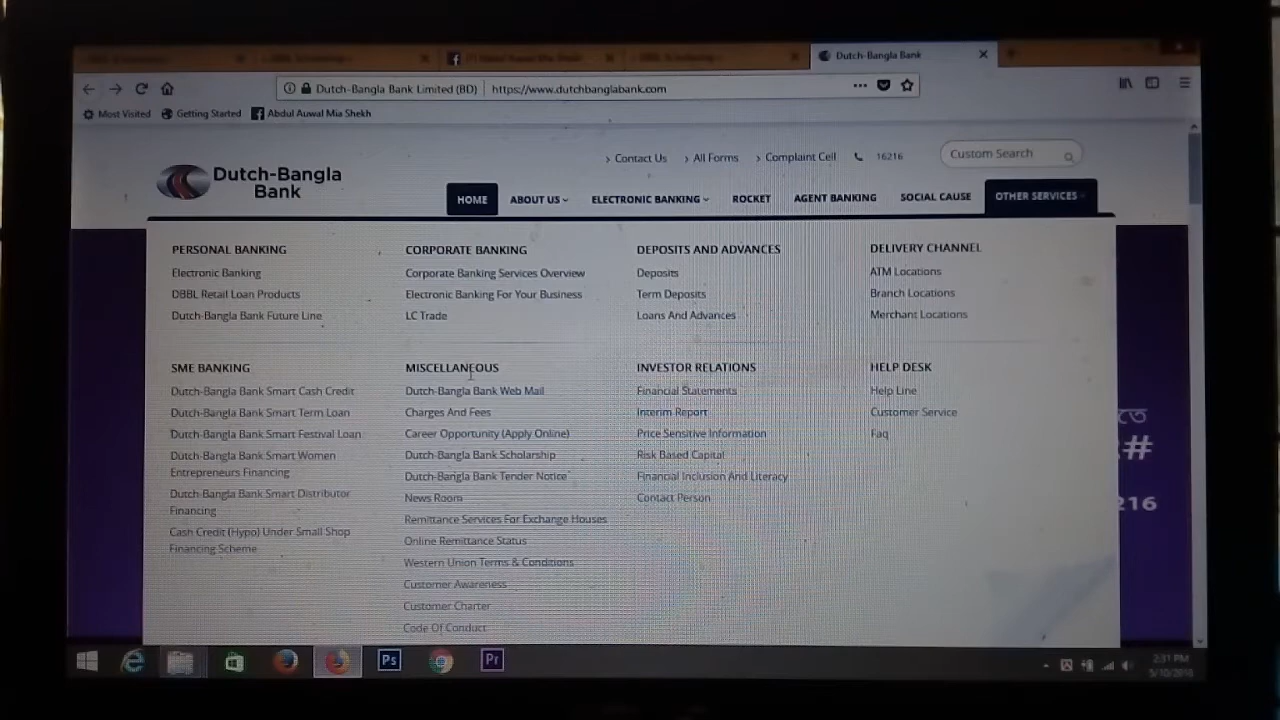 Dutch-Bangla Bank
Dutch-Bangla Bank Limited (BD) https://www.dutchbanglabank.com
Most Visited Getting Started Abdul Auwal Mia Shekh
Contact Us All Forms Complaint Cell 16216 Custom Search
Dutch-Bangla
Bank
HOME ABOUT US ELECTRONIC BANKING ROCKET AGENT BANKING SOCIAL CAUSE OTHER SERVICES
PERSONAL BANKING
Electronic Banking
DBBL Retail Loan Products
Dutch-Bangla Bank Future Line
CORPORATE BANKING
Corporate Banking Services Overview
Electronic Banking For Your Business
LC Trade
DEPOSITS AND ADVANCES
Deposits
Term Deposits
Loans And Advances
DELIVERY CHANNEL
ATM Locations
Branch Locations
Merchant Locations
SME BANKING
Dutch-Bangla Bank Smart Cash Credit
Dutch-Bangla Bank Smart Term Loan
Dutch-Bangla Bank Smart Festival Loan
Dutch-Bangla Bank Smart Women
Entrepreneurs Financing
Dutch-Bangla Bank Smart Distributor
Financing
Cash Credit (Hypo) Under Small Shop
Financing Scheme
MISCELLANEOUS
Dutch-Bangla Bank Web Mail
Charges And Fees
Career Opportunity (Apply Online)
Dutch-Bangla Bank Scholarship
Dutch-Bangla Bank Tender Notice
News Room
Remittance Services For Exchange Houses
Online Remittance Status
Western Union Terms & Conditions
Customer Awareness
Customer Charter
Code Of Conduct
INVESTOR RELATIONS
Financial Statements
Interim Report
Price Sensitive Information
Risk Based Capital
Financial Inclusion And Literacy
Contact Person
HELP DESK
Help Line
Customer Service
Faq
তে
#
216
Ps Pr
2:31 PM